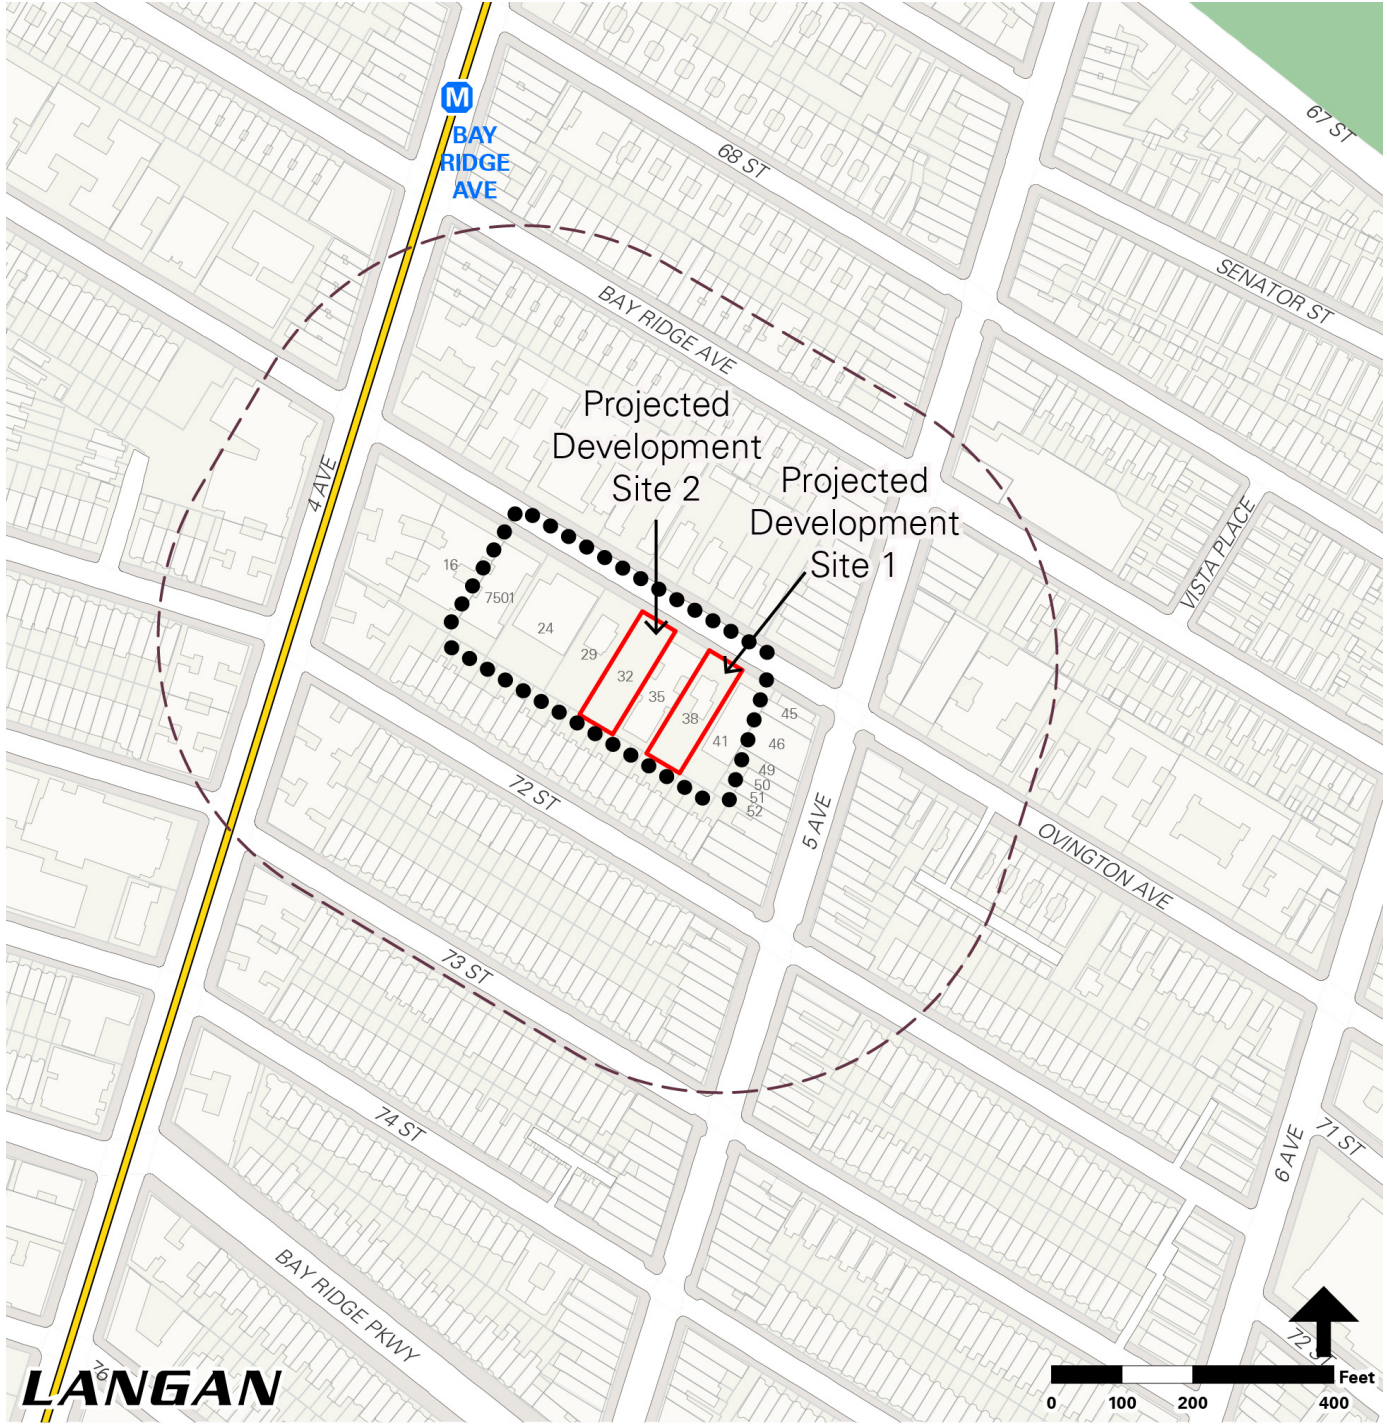 M
BAY
RIDGE
AVE
67 ST
68 ST
SENATOR ST
BAY RIDGE AVE
Projected
Development
Site 2
Projected
Development
Site 1
4 AVE
VISTA PLACE
16
7501
24
29
32
35
38
41
45
46
49
50
51
52
72 ST
5 AVE
OVINGTON AVE
73 ST
74 ST
6 AVE
71 ST
BAY RIDGE PKWY
72 ST
76
LANGAN
Feet
0 100 200 400